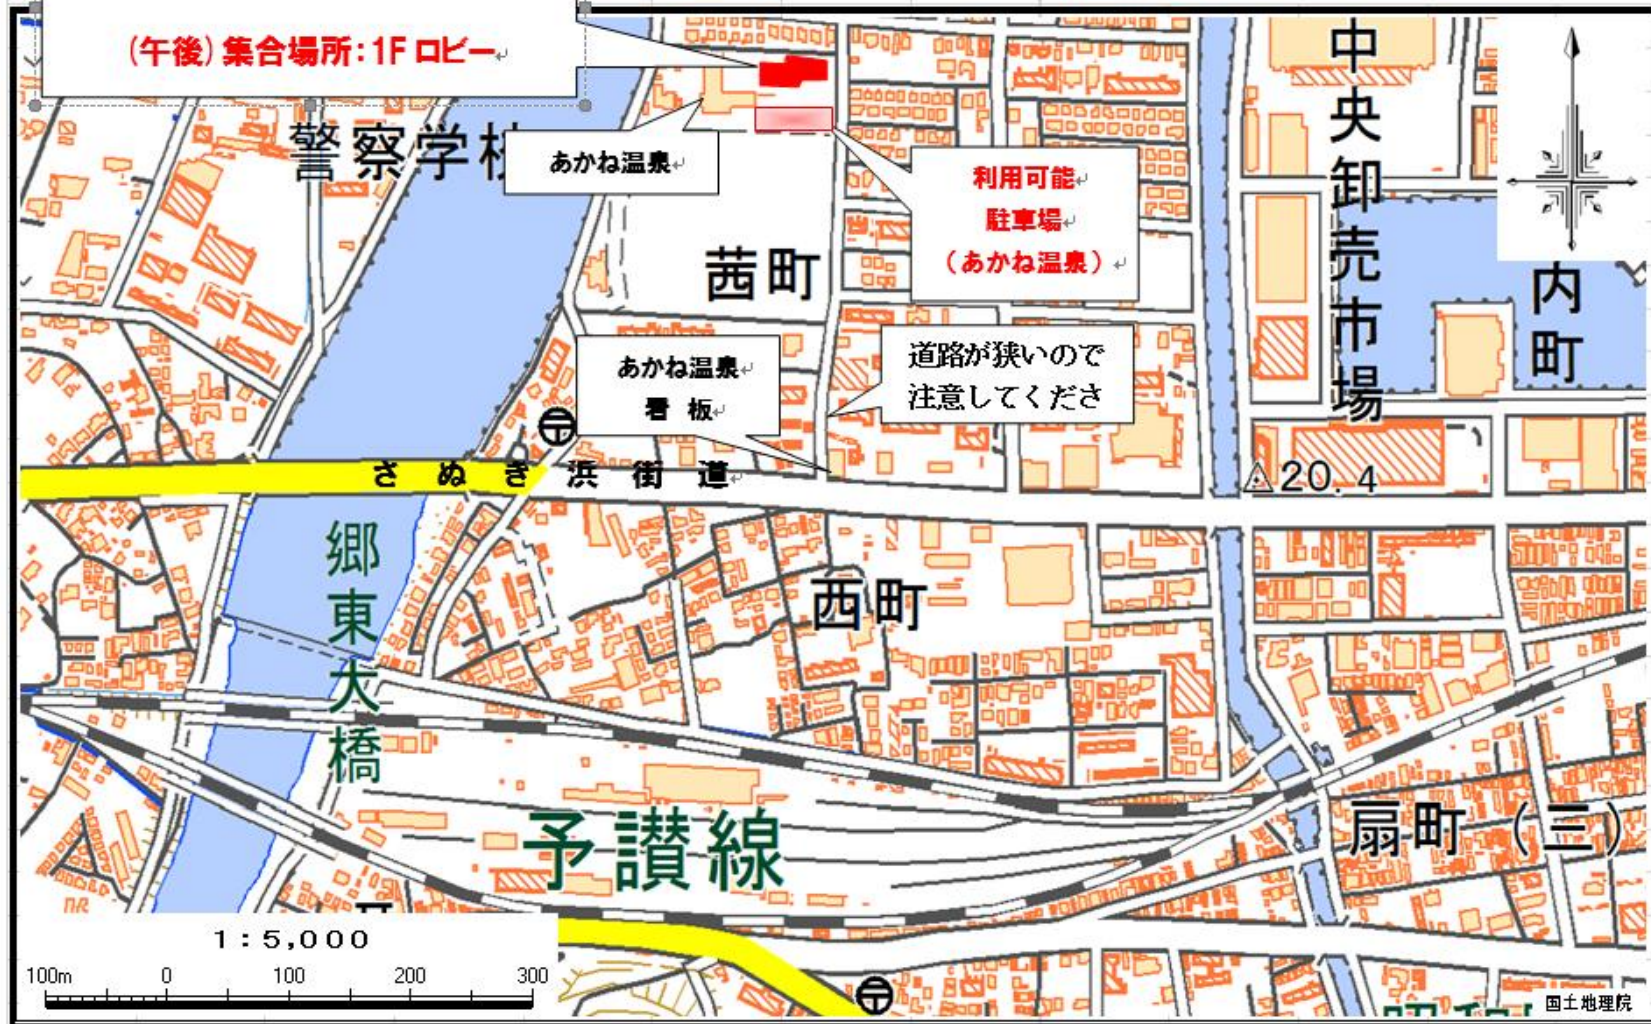 (午後)集合場所:1Fロビー
警察学校
あかね温泉
利用可能
駐車場
(あかね温泉)
茜町
中央卸売市場
内町
あかね温泉
看 板
道路が狭いので
注意してくださ
さぬき浜街道
20.4
郷東大橋
西町
予讃線
扇町(三)
1:5,000
100m 0 100 200 300
国土地理院